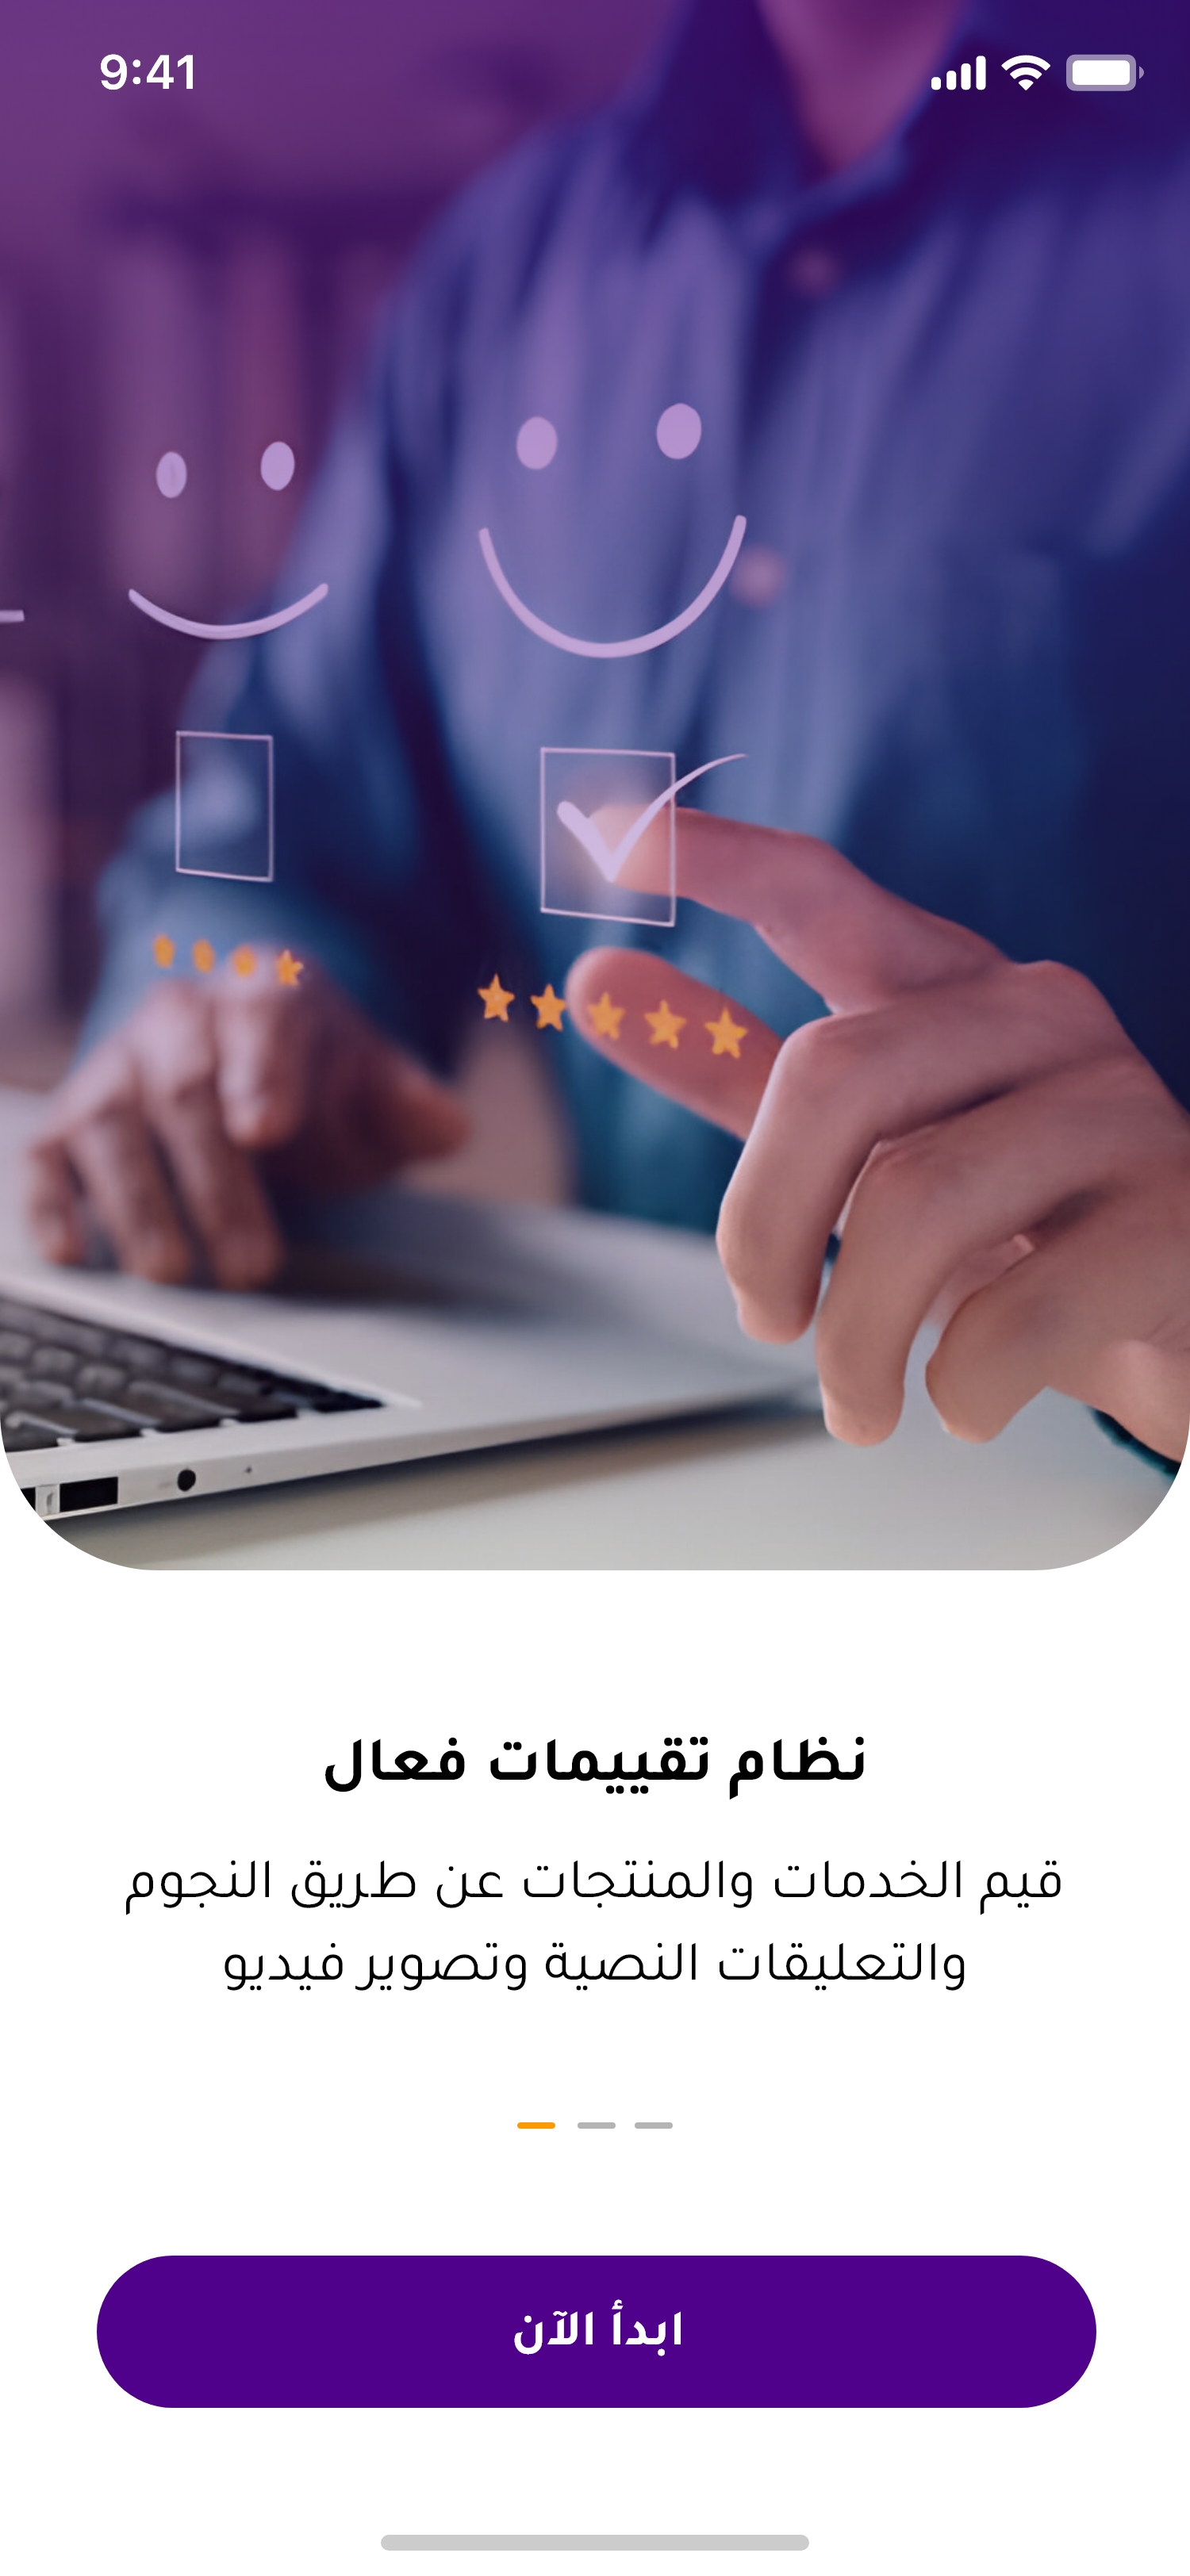 9:41
نظام تقييمات فعال
قيم الخدمات والمنتجات عن طريق النجوم
والتعليقات النصية وتصوير فيديو
ابدأ الآن